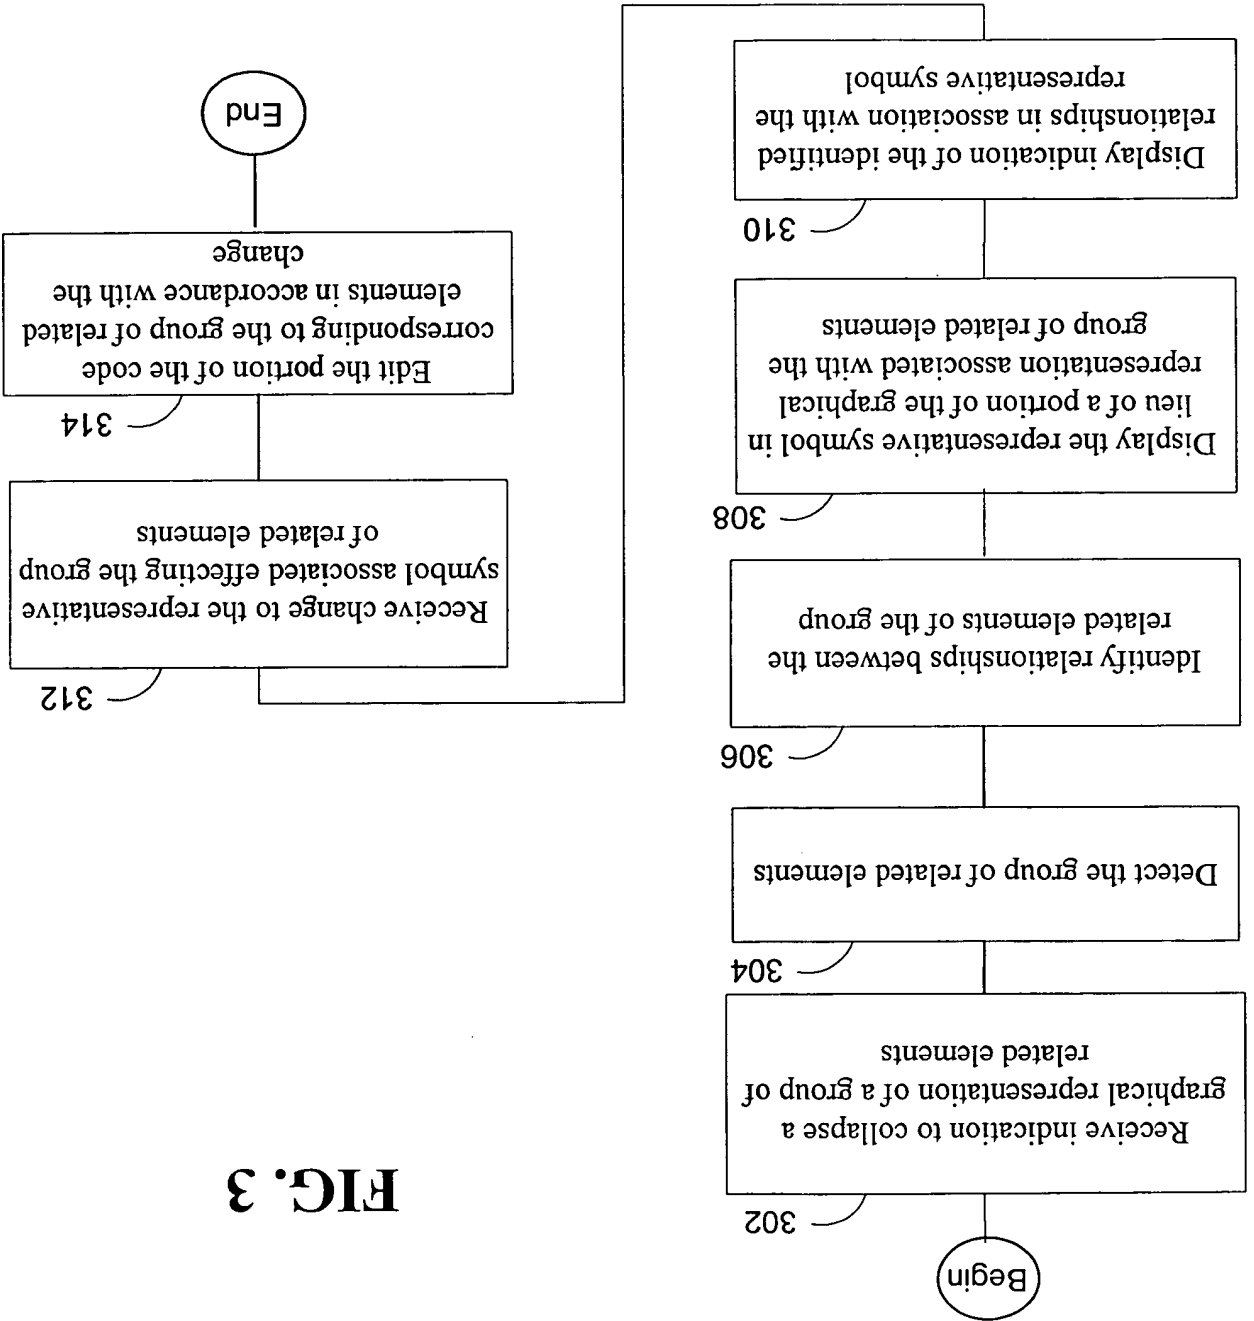 FIG. 3
Begin
302
Receive indication to collapse a
graphical representation of a group of
related elements
304
Detect the group of related elements
306
Identify relationships between the
related elements of the group
308
Display the representative symbol in
lieu of a portion of the graphical
representation associated with the
group of related elements
310
Display indication of the identified
relationships in association with the
representative symbol
312
Receive change to the representative
symbol associated effecting the group
of related elements
314
Edit the portion of the code
corresponding to the group of related
elements in accordance with the
change
End